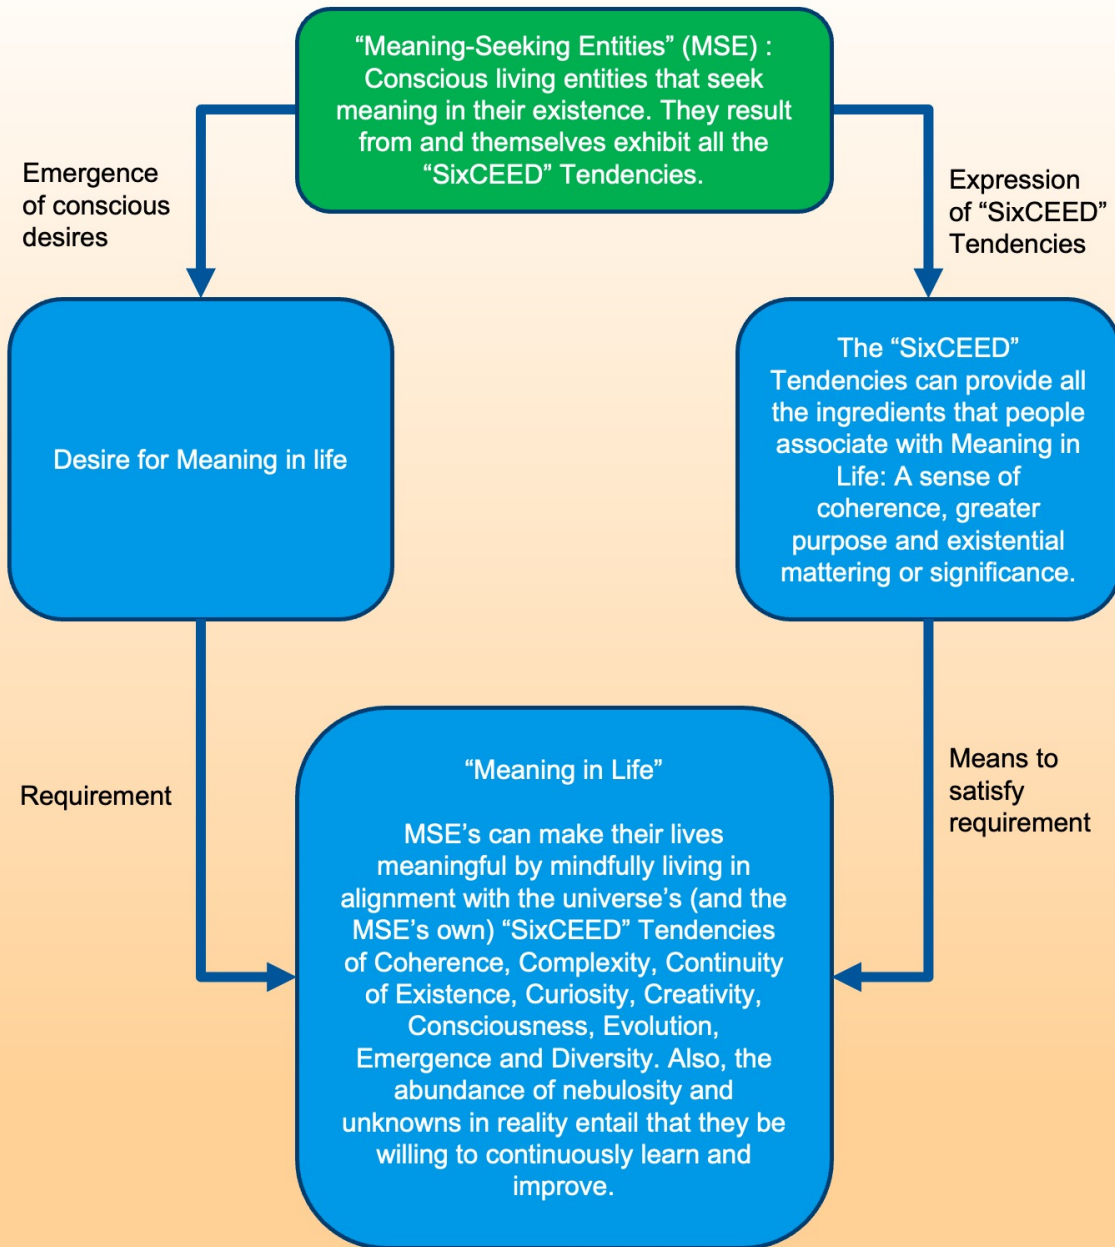 “Meaning-Seeking Entities” (MSE) :
Conscious living entities that seek
meaning in their existence. They result
from and themselves exhibit all the
“SixCEED” Tendencies.
Emergence
of conscious
desires
Expression
of “SixCEED”
Tendencies
Desire for Meaning in life
The “SixCEED”
Tendencies can provide all
the ingredients that people
associate with Meaning in
Life: A sense of
coherence, greater
purpose and existential
mattering or significance.
Requirement
Means to
satisfy
requirement
“Meaning in Life”
MSE’s can make their lives
meaningful by mindfully living in
alignment with the universe’s (and the
MSE’s own) “SixCEED” Tendencies
of Coherence, Complexity, Continuity
of Existence, Curiosity, Creativity,
Consciousness, Evolution,
Emergence and Diversity. Also, the
abundance of nebulosity and
unknowns in reality entail that they be
willing to continuously learn and
improve.